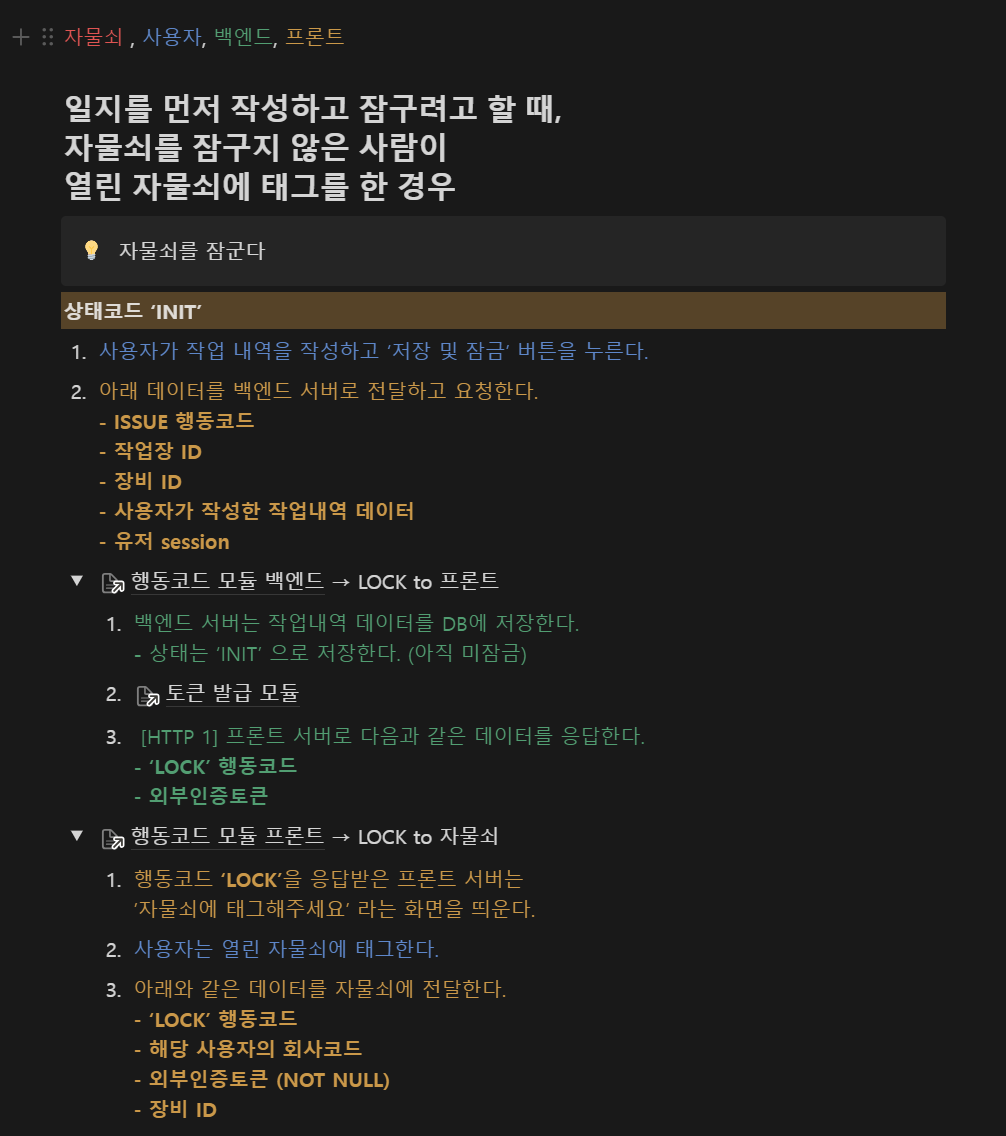 자물쇠 , 사용자, 백엔드, 프론트
일지를 먼저 작성하고 잠구려고 할 때,
자물쇠를 잠구지 않은 사람이
열린 자물쇠에 태그를 한 경우
자물쇠를 잠군다
상태코드 ‘INIT’
1. 사용자가 작업 내역을 작성하고 ‘저장 및 잠금’ 버튼을 누른다.
2. 아래 데이터를 백엔드 서버로 전달하고 요청한다.
- ISSUE 행동코드
- 작업장 ID
- 장비 ID
- 사용자가 작성한 작업내역 데이터
- 유저 session
행동코드 모듈 백엔드 → LOCK to 프론트
1. 백엔드 서버는 작업내역 데이터를 DB에 저장한다.
- 상태는 ‘INIT’ 으로 저장한다. (아직 미잠금)
2. 토큰 발급 모듈
3. [HTTP 1] 프론트 서버로 다음과 같은 데이터를 응답한다.
- ‘LOCK’ 행동코드
- 외부인증토큰
행동코드 모듈 프론트 → LOCK to 자물쇠
1. 행동코드 ‘LOCK’을 응답받은 프론트 서버는
’자물쇠에 태그해주세요’ 라는 화면을 띄운다.
2. 사용자는 열린 자물쇠에 태그한다.
3. 아래와 같은 데이터를 자물쇠에 전달한다.
- ‘LOCK’ 행동코드
- 해당 사용자의 회사코드
- 외부인증토큰 (NOT NULL)
- 장비 ID